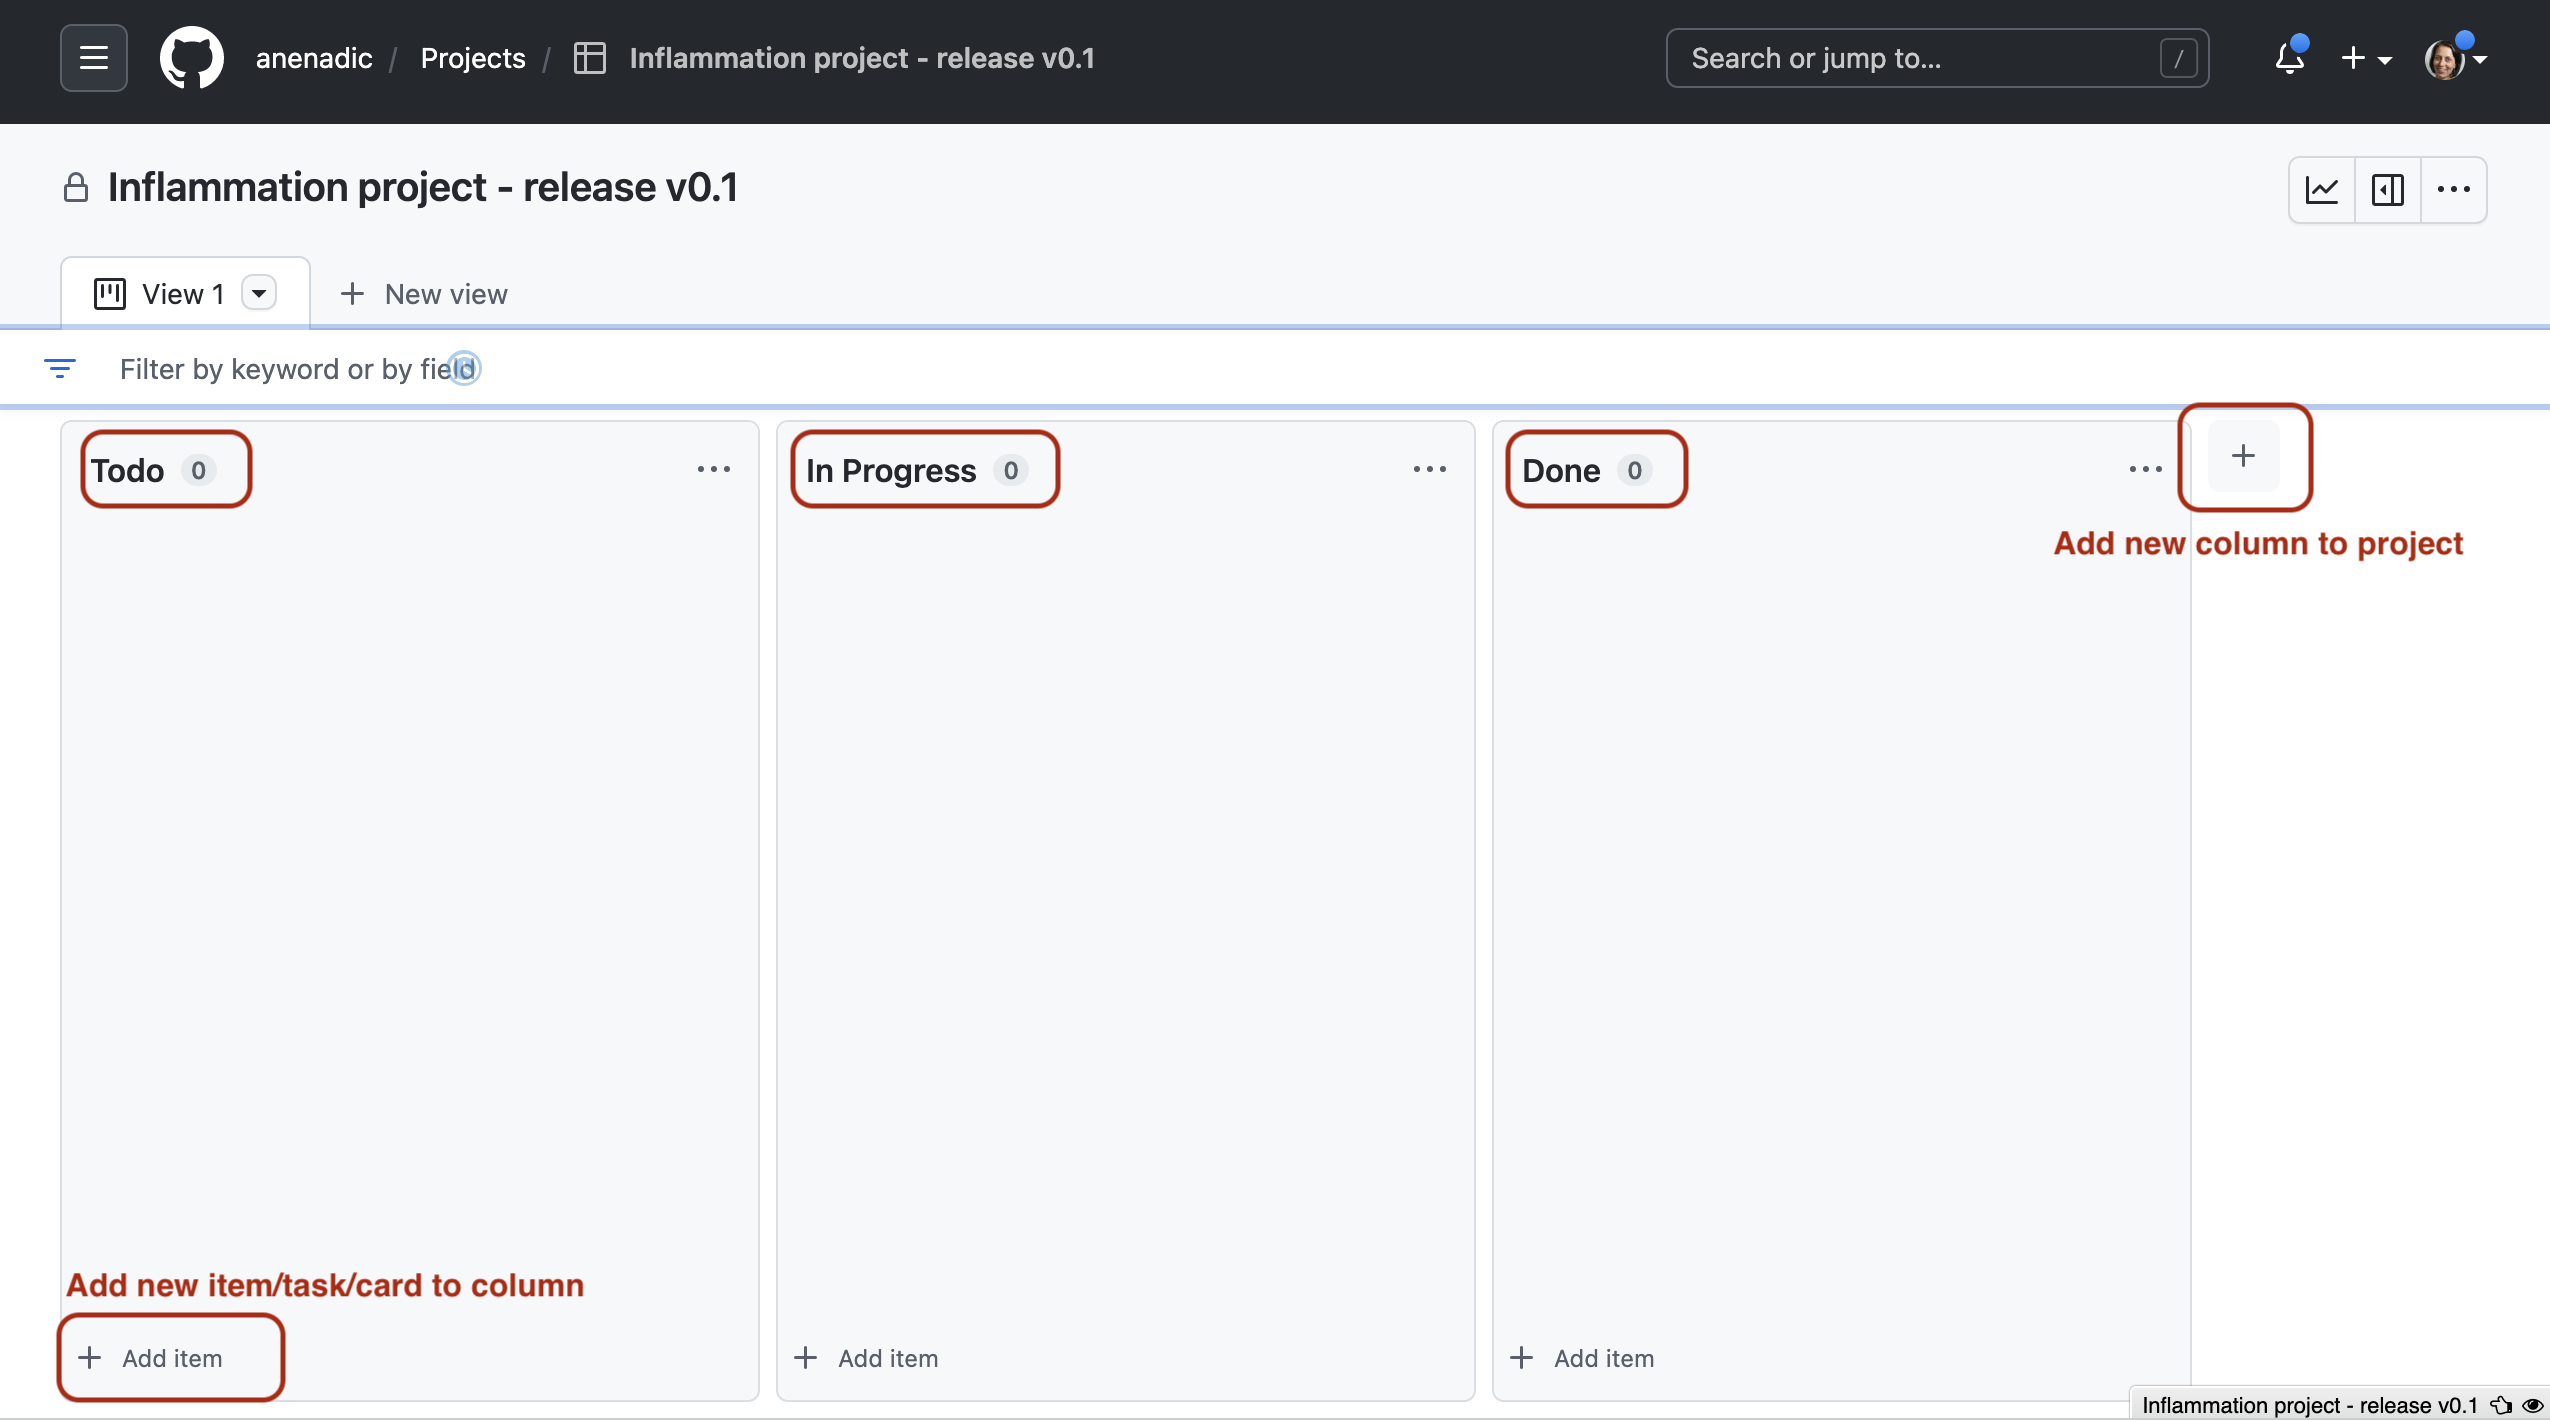 anenadic / Projects / Inflammation project - release v0.1
Search or jump to... /
Inflammation project - release v0.1
View 1 New view
Filter by keyword or by field
Todo 0
In Progress 0
Done 0
Add new column to project
Add new item/task/card to column
Add item
Add item
Add item
Inflammation project - release v0.1